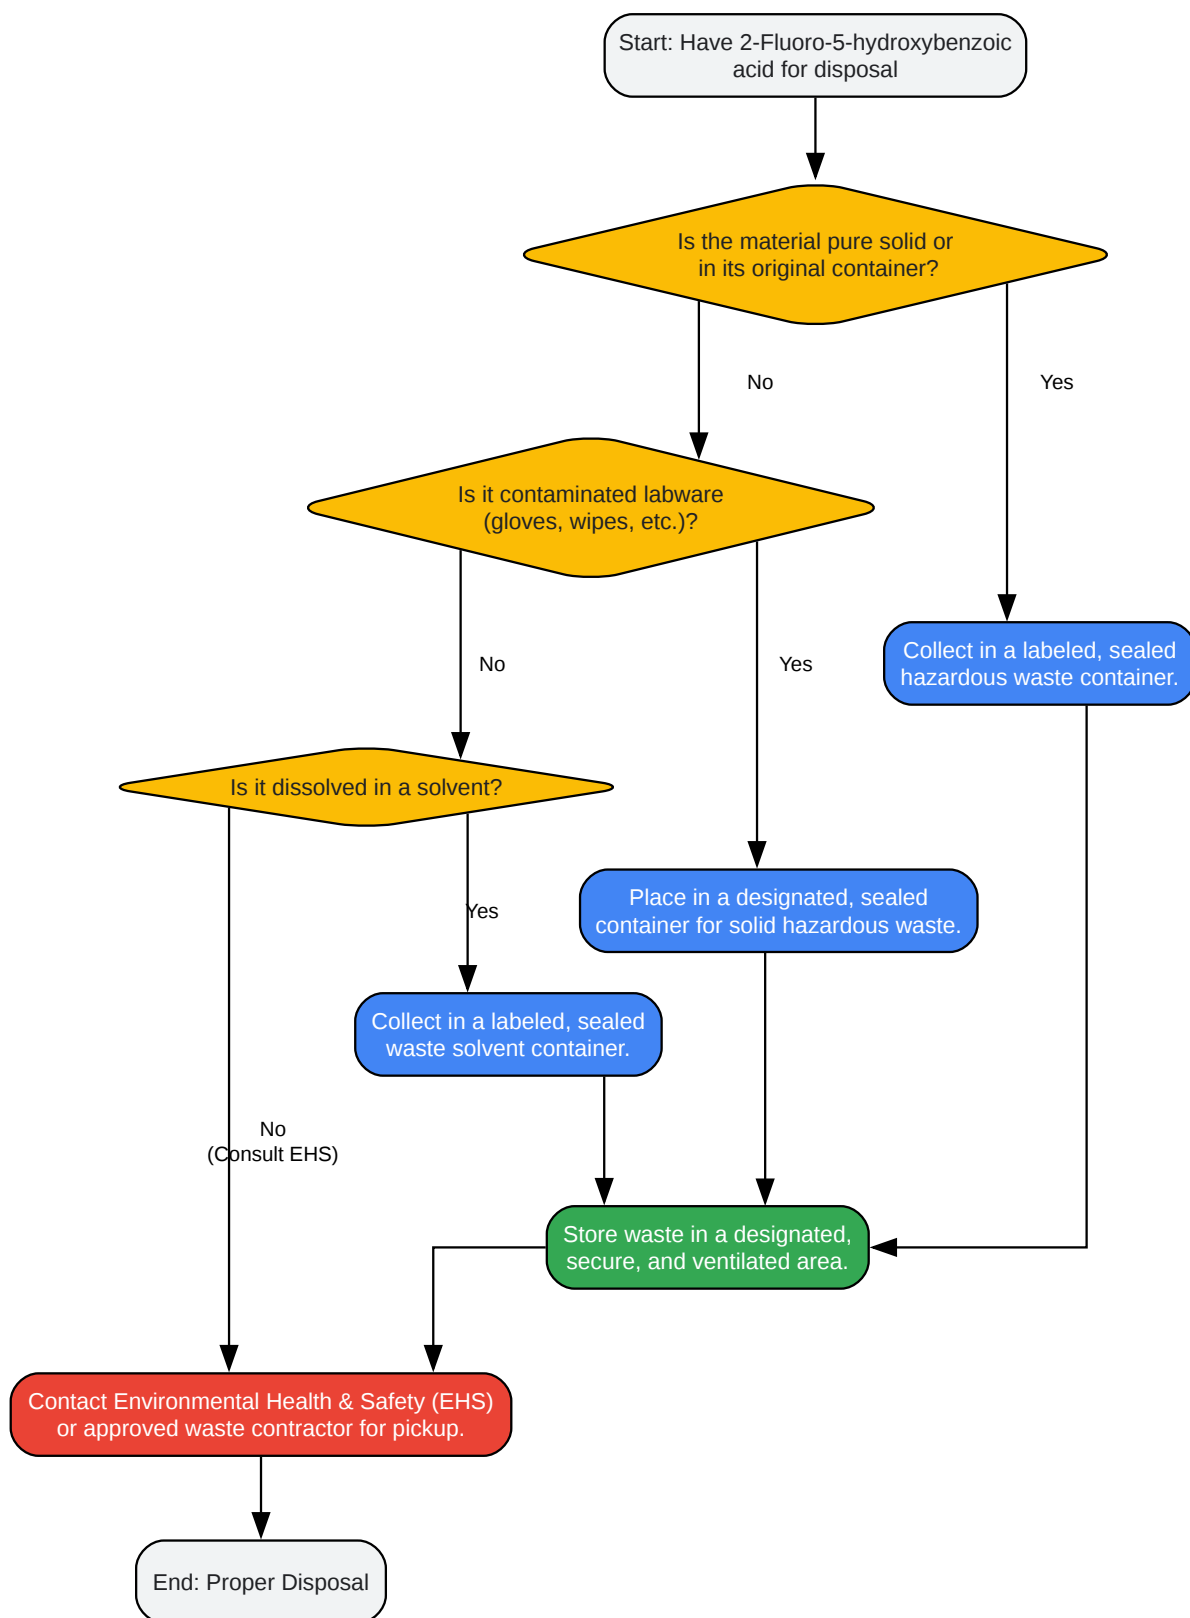 Start: Have 2-Fluoro-5-hydroxybenzoic
acid for disposal
Is the material pure solid or
in its original container?
No
Yes
Is it contaminated labware
(gloves, wipes, etc.)?
No
Yes
Collect in a labeled, sealed
hazardous waste container.
Is it dissolved in a solvent?
Yes
Place in a designated, sealed
container for solid hazardous waste.
Collect in a labeled, sealed
waste solvent container.
No
(Consult EHS)
Store waste in a designated,
secure, and ventilated area.
Contact Environmental Health & Safety (EHS)
or approved waste contractor for pickup.
End: Proper Disposal